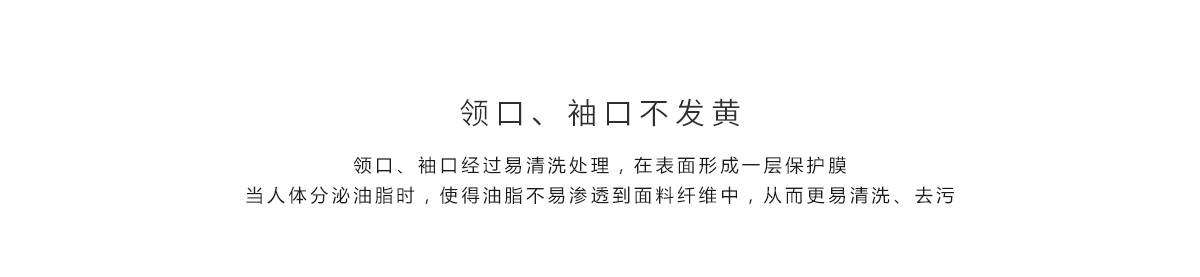 领口、袖口不发黄
领口、袖口经过易清洗处理，在表面形成一层保护膜
当人体分泌油脂时，使得油脂不易渗透到面料纤维中，从而更易清洗、去污